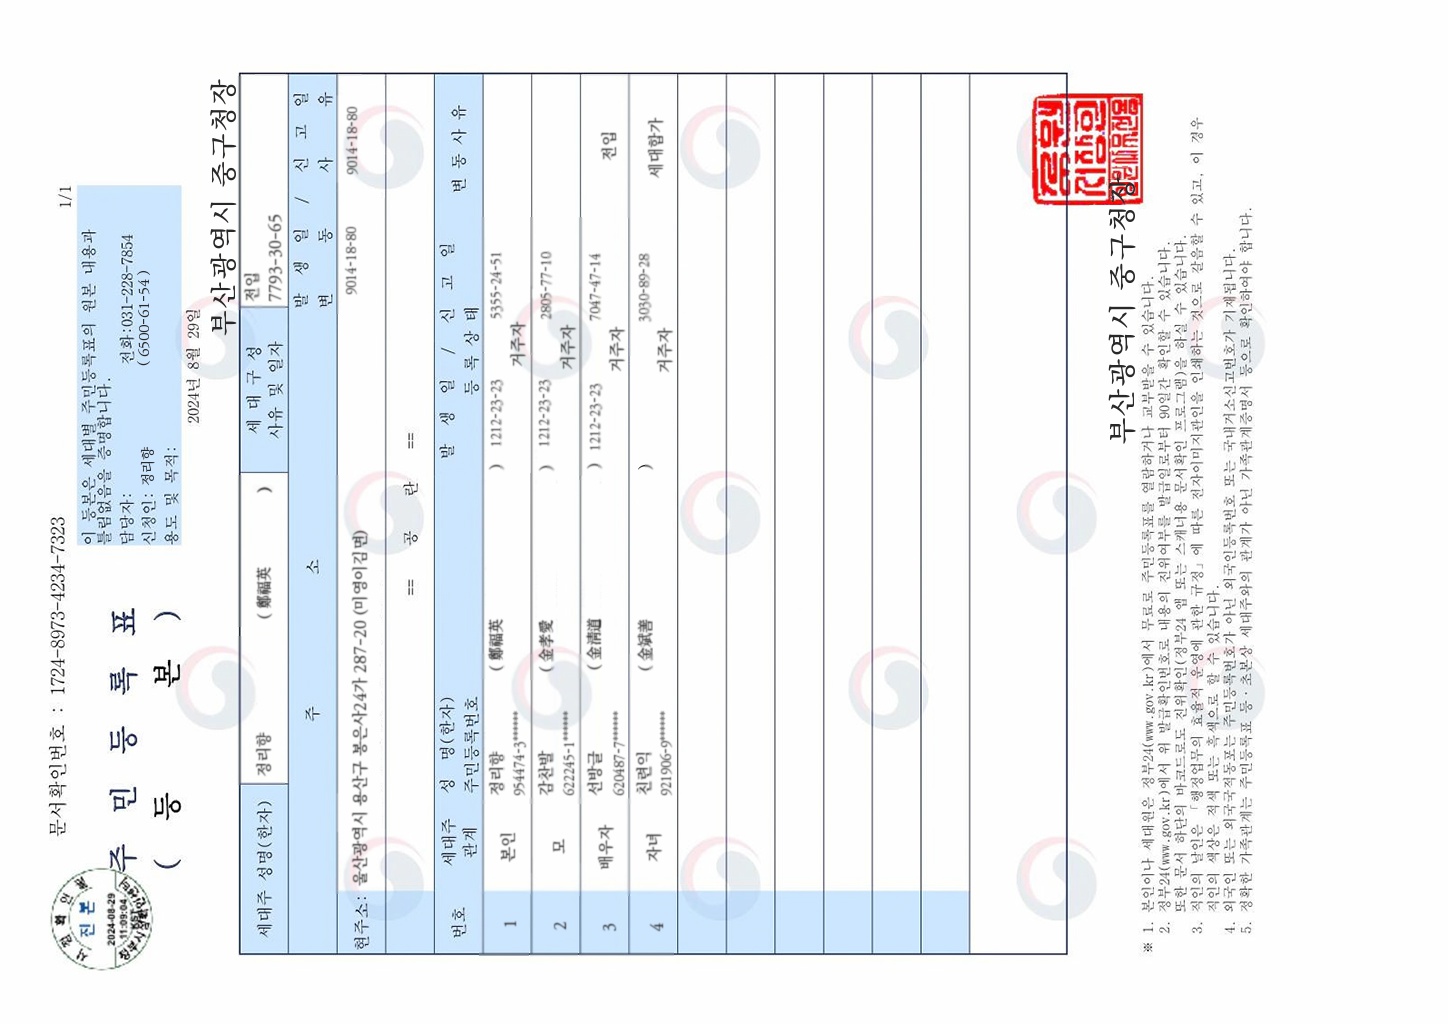 문서확인번호 : 1724-8973-4234-7323
1/1
주 민 등 록 표
( 등 본 )
이 등본은 세대별 주민등록표의 원본 내용과
틀림없음을 증명합니다.
담당자: 전화:031-228-7854
신청인: 정리향 (6500-61-54)
용도 및 목적:
2024년 8월 29일
부산광역시 중구청장
진본
2024-08-29
11:09:04
세대주 성명(한자) 정리향 (鄭福英 )
세 대 구 성
사유 및 일자
전입
7793-30-65
주 소
발 생 일 / 신 고 일
변 동 사 유
현주소: 울산광역시 용산구 봉은사24가 287-20 (미영이김면)
9014-18-80 9014-18-80
== 공 란 ==
번호
세대주
관계
성 명(한자)
주민등록번호
발 생 일 / 신 고 일
등 록 상 태
변 동 사 유
1 본인 정리향 (鄭福英 ) 1212-23-23 5355-24-51
954474-3****** 거주자
2 모 감찬발 (金孝愛 ) 1212-23-23 2805-77-10
622245-1****** 거주자
3 배우자 선방글 (金淸道 ) 1212-23-23 7047-47-14 전입
620487-7****** 거주자
4 자녀 친련익 (金斌善 ) 3030-89-28 세대합가
921906-9****** 거주자
부산광역시 중구청장
※ 1. 본인이나 세대원은 정부24(www.gov.kr)에서 무료로 주민등록표를 열람하거나 교부받을 수 있습니다.
2. 정부24(www.gov.kr)에서 위 발급확인번호로 내용의 진위여부를 발급일로부터 90일간 확인할 수 있습니다.
또한 문서 하단의 바코드로도 진위확인(정부24 앱 또는 스캐너용 문서확인 프로그램)을 하실 수 있습니다.
3. 직인의 날인은 「행정업무의 효율적 운영에 관한 규정」에 따른 전자이미지관인을 인쇄하는 것으로 갈음할 수 있고, 이 경우
직인의 색상은 적색 또는 흑색으로 할 수 있습니다.
4. 외국인 또는 외국국적동포는 주민등록번호가 아닌 외국인등록번호 또는 국내거소신고번호가 기재됩니다.
5. 정확한 가족관계는 주민등록표 등·초본상 세대주와의 관계가 아닌 가족관계증명서 등으로 확인하여야 합니다.